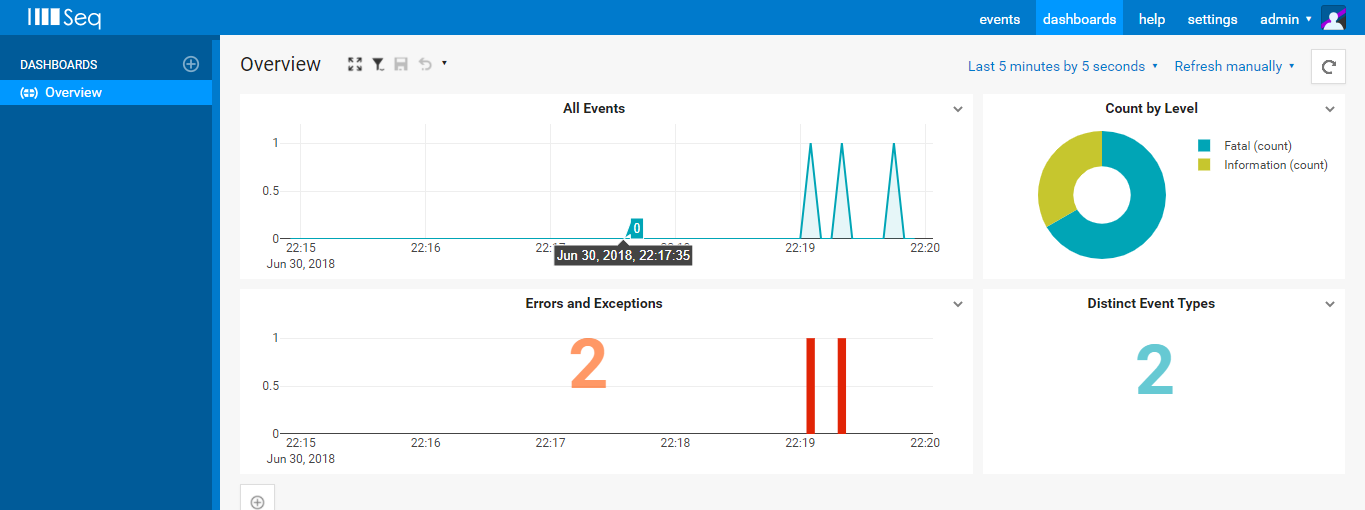 Seq
events dashboards help settings admin
DASHBOARDS
Overview
Overview
Last 5 minutes by 5 seconds Refresh manually
All Events
1
0.5
0
0
22:15 22:16 22:17 22:19 22:20
Jun 30, 2018
Jun 30, 2018, 22:17:35
Count by Level
Fatal (count)
Information (count)
Errors and Exceptions
2
1
0.5
0
22:15 22:16 22:17 22:18 22:19 22:20
Jun 30, 2018
Distinct Event Types
2